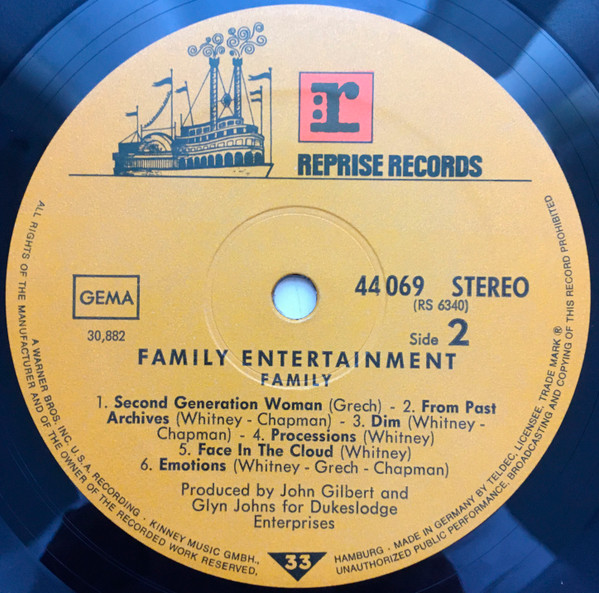 r
REPRISE RECORDS
GEMA
30,882
44 069 STEREO
(RS 6340)
Side 2
FAMILY ENTERTAINMENT
FAMILY
1. Second Generation Woman (Grech) - 2. From Past
Archives (Whitney - Chapman) - 3. Dim (Whitney -
Chapman) - 4. Processions (Whitney)
5. Face In The Cloud (Whitney)
6. Emotions (Whitney - Grech - Chapman)
Produced by John Gilbert and
Glyn Johns for Dukeslodge
Enterprises
33
ALL RIGHTS OF THE MANUFACTURER AND OF THE OWNER OF THE RECORDED WORK RESERVED,
UNAUTHORIZED PUBLIC PERFORMANCE, BROADCASTING AND COPYING OF THIS RECORD PROHIBITED
A WARNER BROS. INC. U.S.A. RECORDING - KINNEY MUSIC GMBH.,
HAMBURG - MADE IN GERMANY BY TELDEC, LICENSEE, TRADE MARK ®